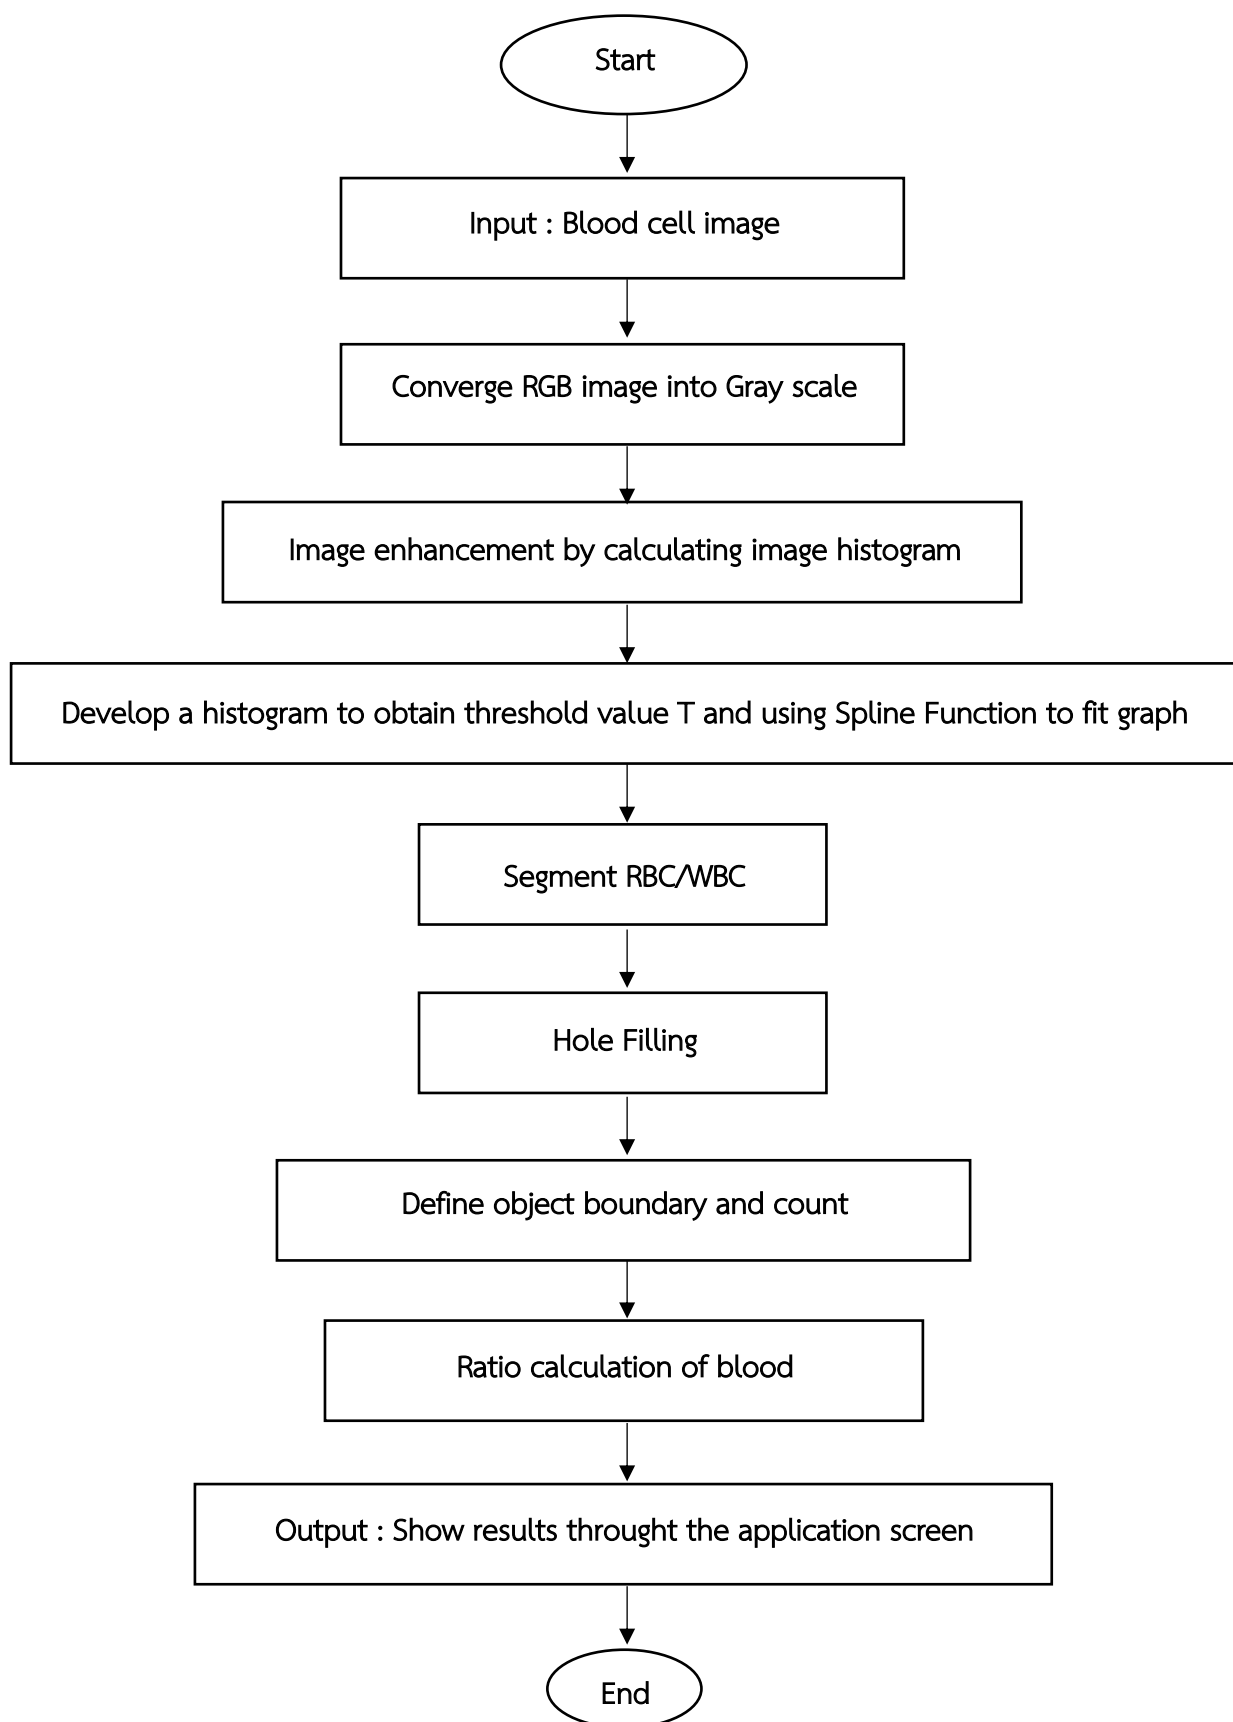 Start
Input : Blood cell image
Converge RGB image into Gray scale
Image enhancement by calculating image histogram
Develop a histogram to obtain threshold value T and using Spline Function to fit graph
Segment RBC/WBC
Hole Filling
Define object boundary and count
Ratio calculation of blood
Output : Show results throught the application screen
End